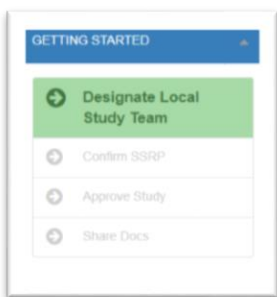 GETTING STARTED
Designate Local
Study Team
Confirm SSRP
Approve Study
Share Docs